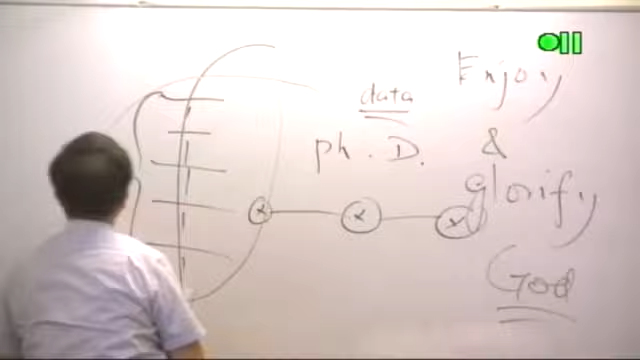 data
ph. D.
Enjoy
&
glorify
God
x x x